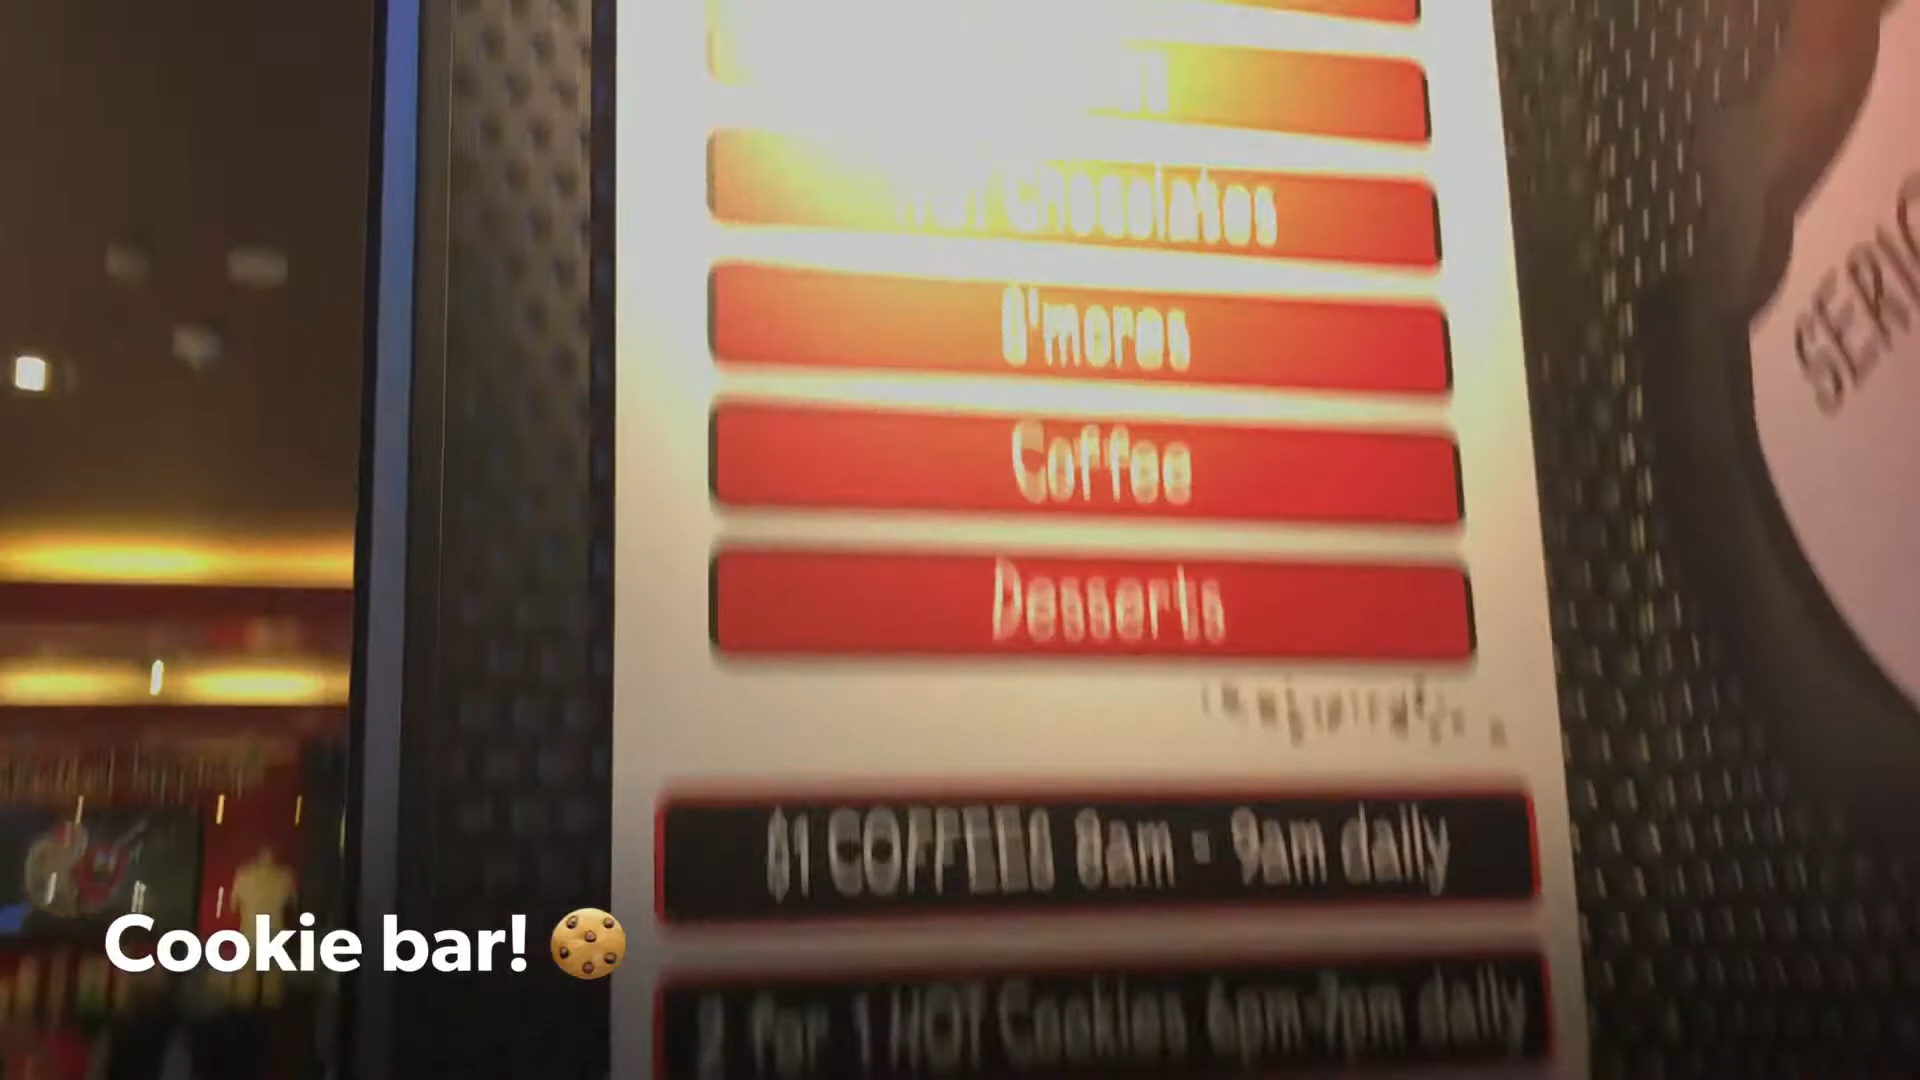 HOT Chocolates
S'mores
Coffee
Desserts
$1 COFFEES 8am - 9am daily
2 for 1 HOT Cookies 6pm-7pm daily
Cookie bar! 🍪